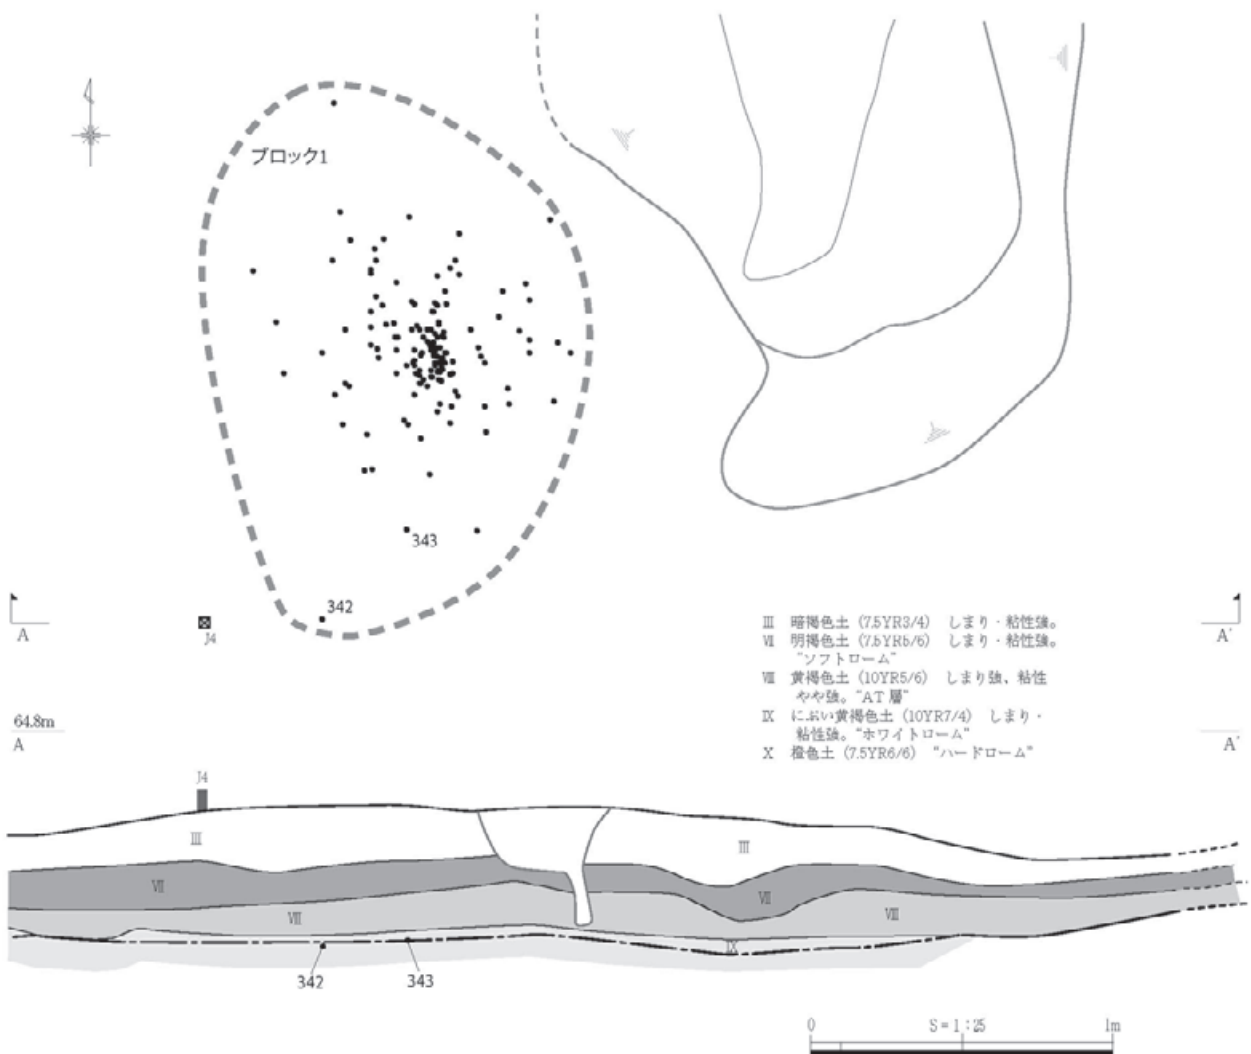 ブロック1
343
342
A
J4
A'
III 暗褐色土 (7.5YR3/4) しまり・粘性強。
VII 明褐色土 (7.5YR5/6) しまり・粘性強。
"ソフトローム"
VIII 黄褐色土 (10YR5/6) しまり強、粘性
やや強。"AT層"
IX にぶい黄褐色土 (10YR7/4) しまり・
粘性強。"ホワイトローム"
X 橙色土 (7.5YR6/6) "ハードローム"
64.8m
A
A'
J4
III
III
VII
VII
VIII
VIII
IX
342
343
0
S=1:25
1m